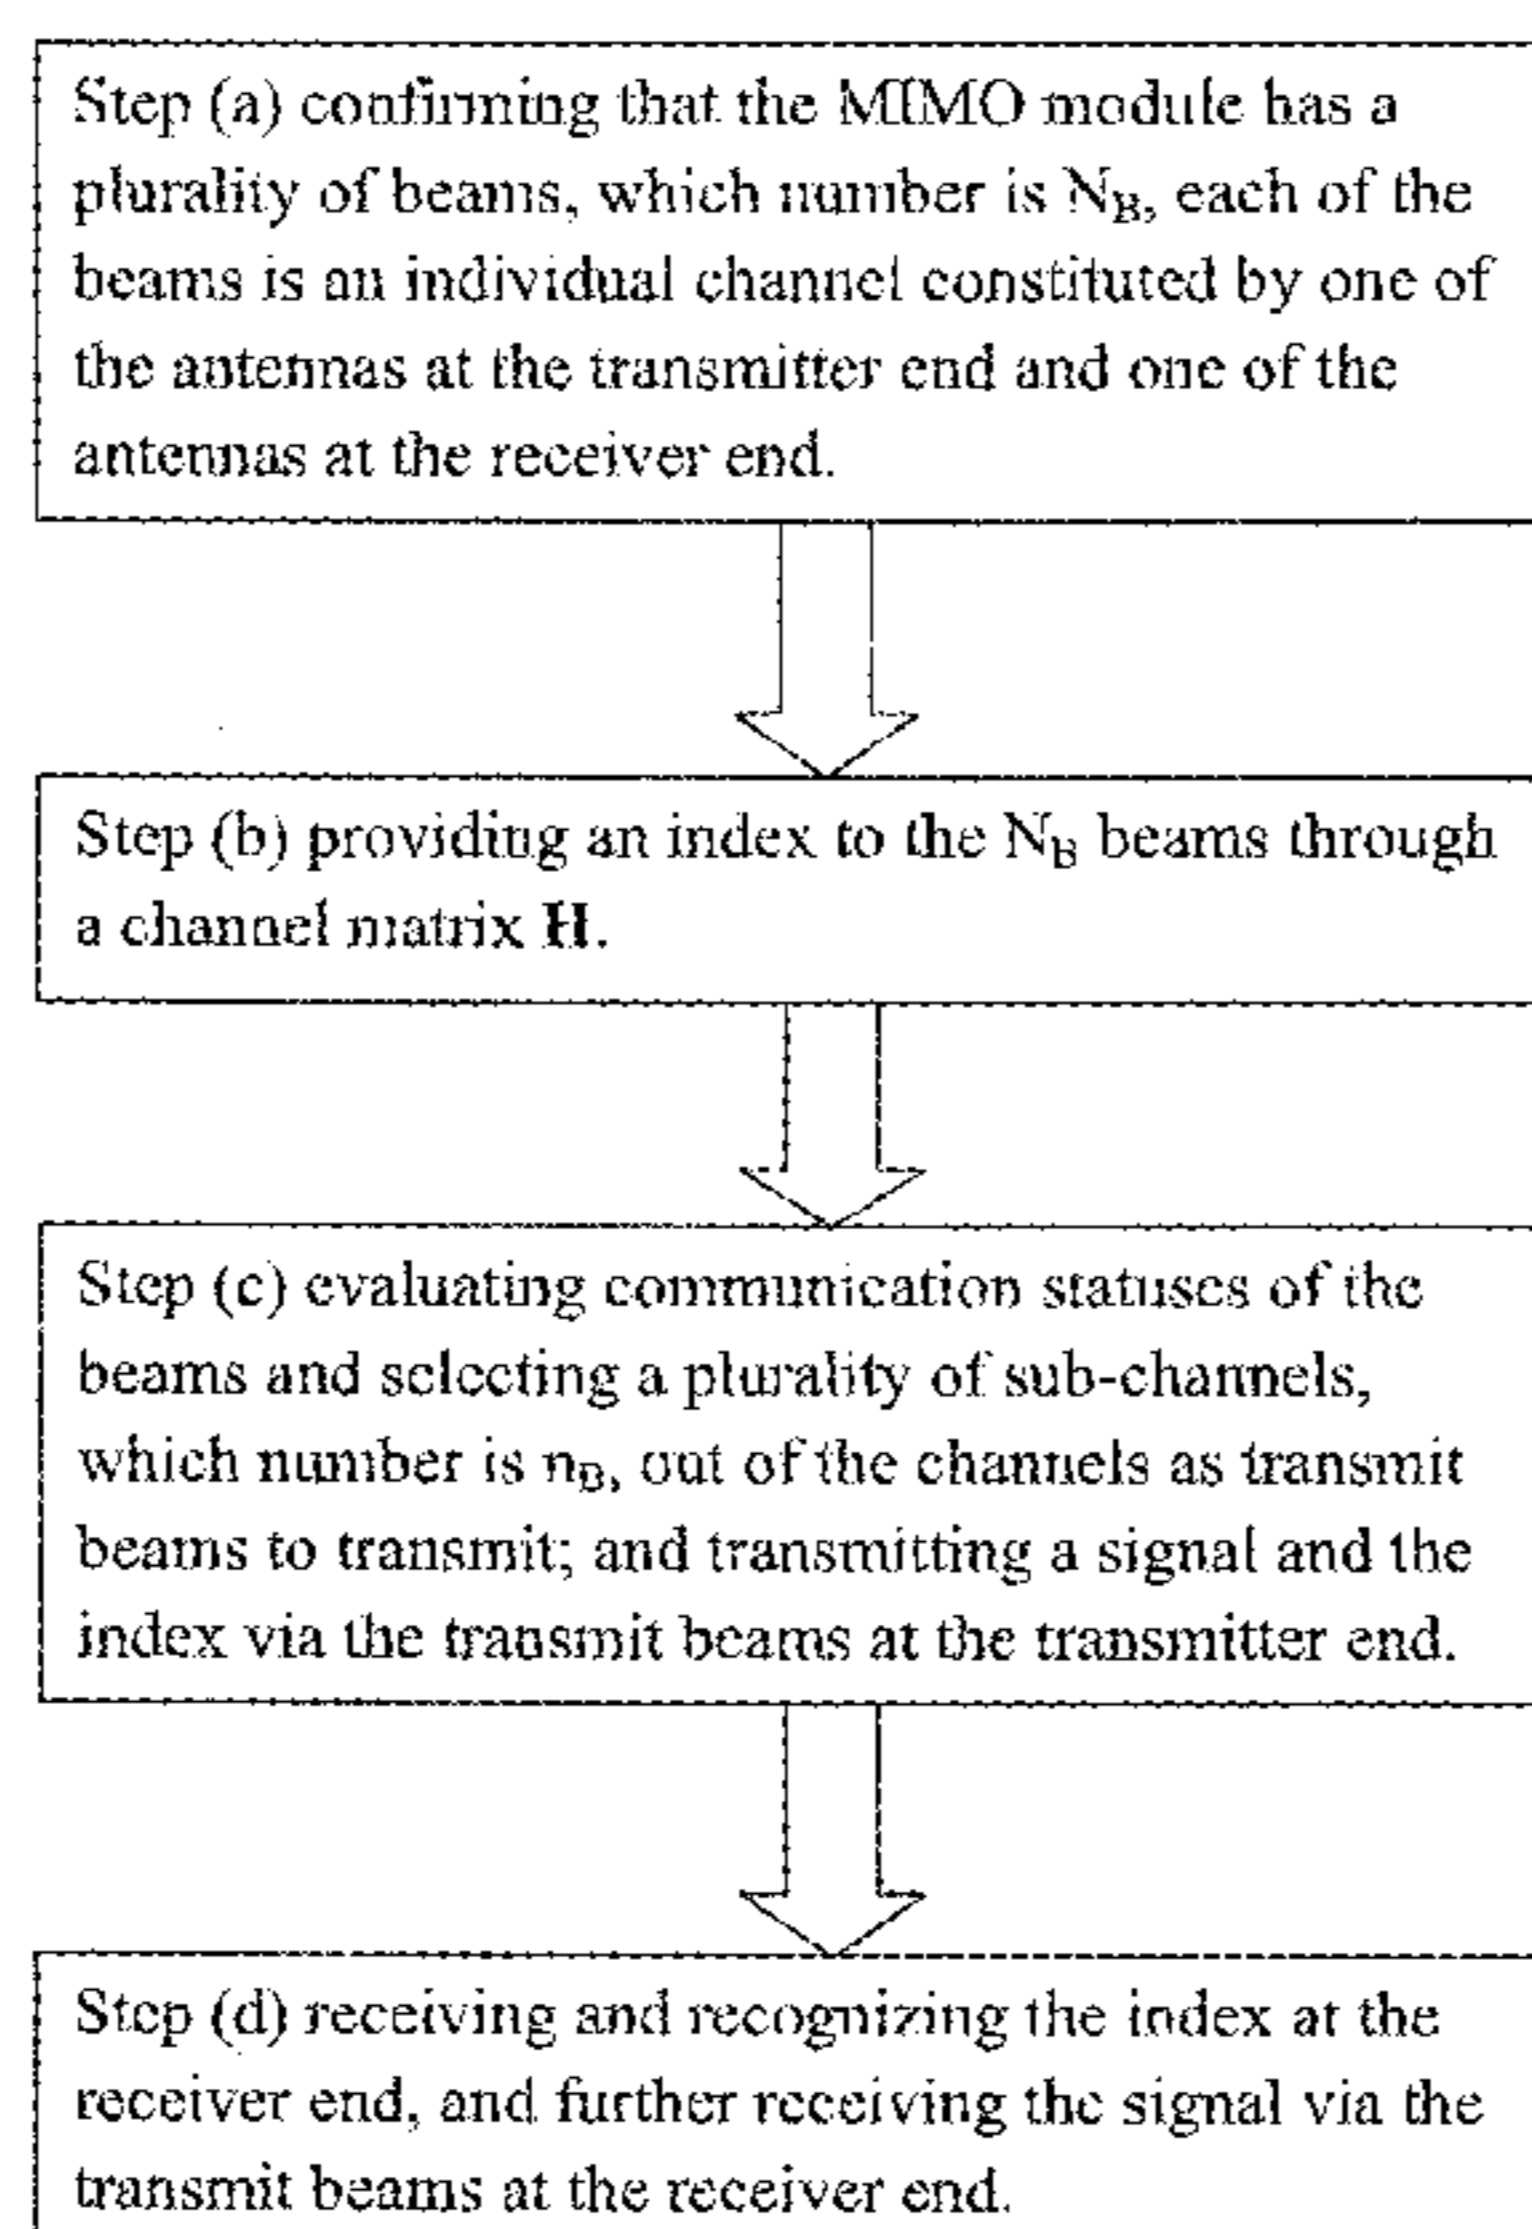 Step (a) confirming that the MIMO module has a
plurality of beams, which number is N_B, each of the
beams is an individual channel constituted by one of
the antennas at the transmitter end and one of the
antennas at the receiver end.
Step (b) providing an index to the N_B beams through
a channel matrix H.
Step (c) evaluating communication statuses of the
beams and selecting a plurality of sub-channels,
which number is n_B, out of the channels as transmit
beams to transmit; and transmitting a signal and the
index via the transmit beams at the transmitter end.
Step (d) receiving and recognizing the index at the
receiver end, and further receiving the signal via the
transmit beams at the receiver end.